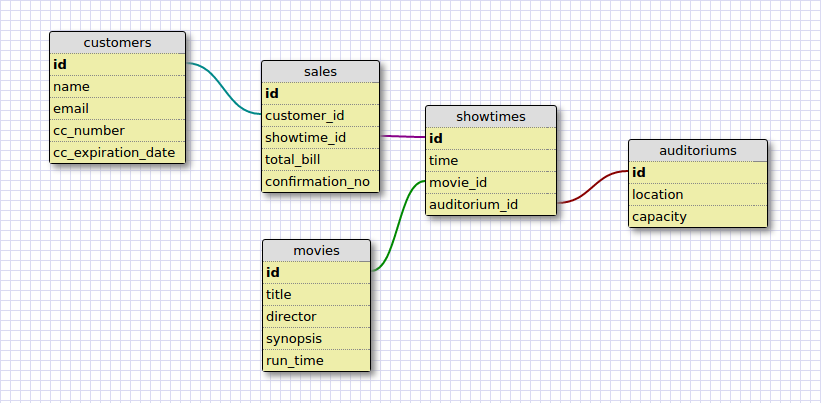 customers
id
name
email
cc_number
cc_expiration_date
sales
id
customer_id
showtime_id
total_bill
confirmation_no
showtimes
id
time
movie_id
auditorium_id
auditoriums
id
location
capacity
movies
id
title
director
synopsis
run_time